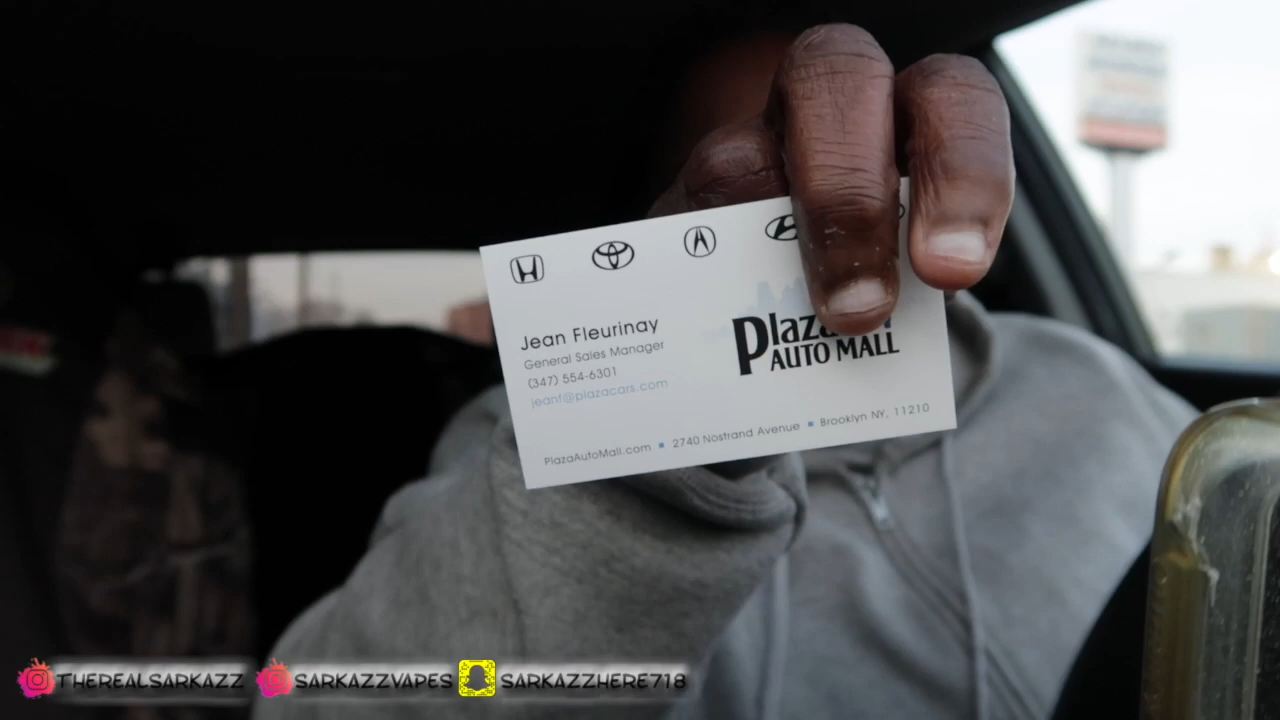 Jean Fleurinay
General Sales Manager
(347) 554-6301
jeanf@plazacars.com
AUTO MALL
PlazaAutoMall.com ▪ 2740 Nostrand Avenue ▪ Brooklyn NY, 11210
THEREALSARKAZZ SARKAZZVAPES SARKAZZHERE718